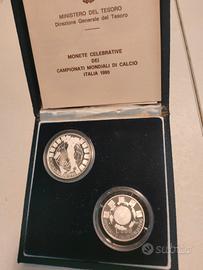 MINISTERO DEL TESORO
Direzione Generale del Tesoro
MONETE CELEBRATIVE
DEI
CAMPIONATI MONDIALI DI CALCIO
ITALIA 1990
subito